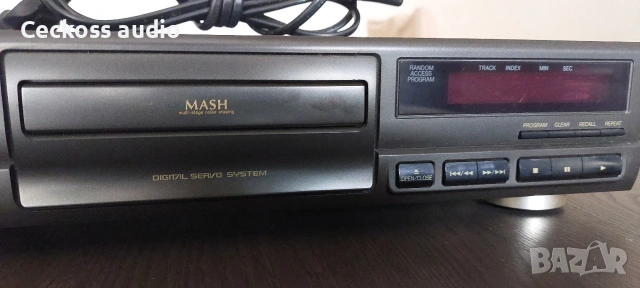 Ceckoss audio
RANDOM
ACCESS
PROGRAM
TRACK INDEX MIN SEC
MASH
multi-stage noise shaping
PROGRAM CLEAR RECALL REPEAT
DIGITAL SERVO SYSTEM
OPEN/CLOSE
BAZAR